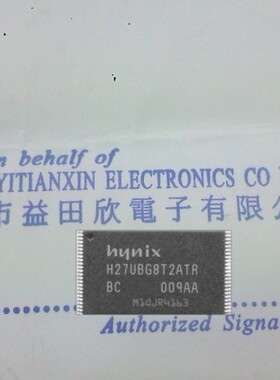 n behalf of
YITIANXIN ELECTRONICS CO
市益田欣電子有限
hynix
H27UBG8T2ATR
BC 009AA
M10JR4163
Authorized Signa